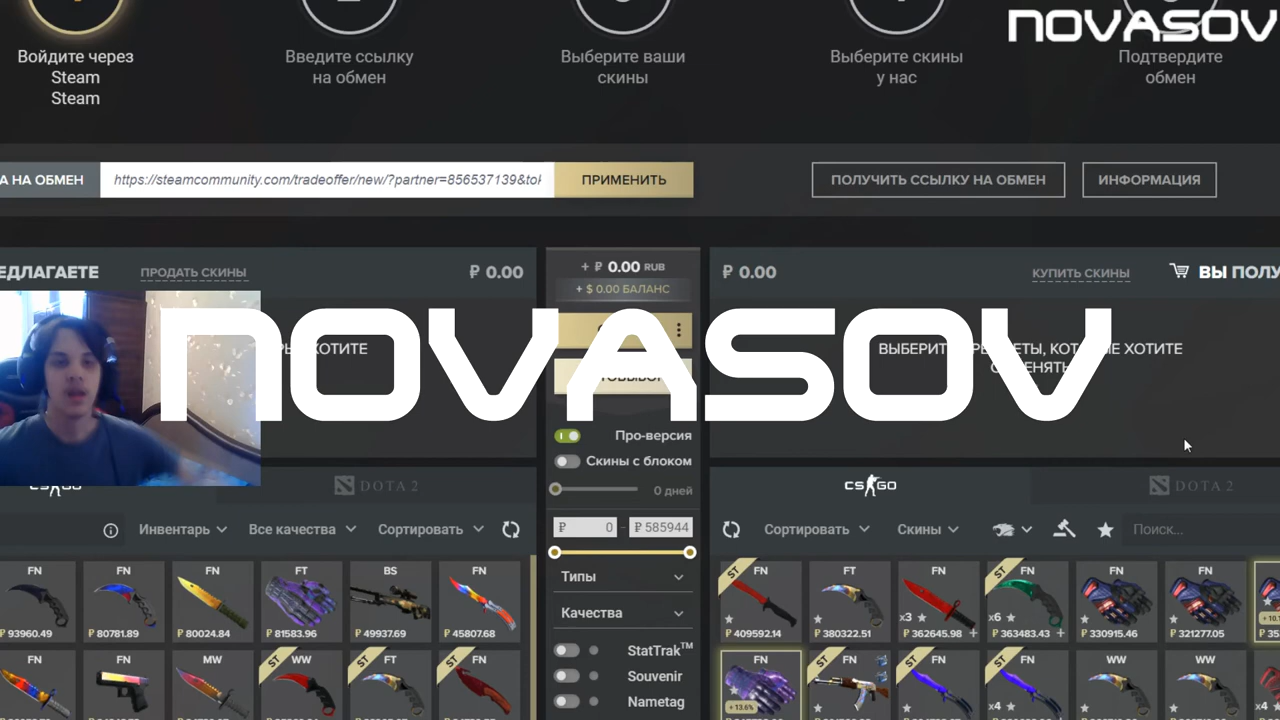 NOVASOV
Войдите через
Steam
Steam
Введите ссылку
на обмен
Выберите ваши
скины
Выберите скины
у нас
Подтвердите
обмен
А НА ОБМЕН
https://steamcommunity.com/tradeoffer/new/?partner=856537139&tok
ПРИМЕНИТЬ
ПОЛУЧИТЬ ССЫЛКУ НА ОБМЕН
ИНФОРМАЦИЯ
ЕДЛАГАЕТЕ
ПРОДАТЬ СКИНЫ
₽ 0.00
+ ₽ 0.00 RUB
+ $ 0.00 БАЛАНС
₽ 0.00
КУПИТЬ СКИНЫ
ВЫ ПОЛУ
NOVASOV
ХОТИТЕ
ВЫБЕРИТ
ХОТИТЕ
Про-версия
Скины с блоком
0 дней
₽ 0 - ₽ 585944
Типы
Качества
StatTrak™
Souvenir
Nametag
DOTA 2
Инвентарь
Все качества
Сортировать
FN FN FN FT BS FN
₽ 93960.49 ₽ 80781.89 ₽ 80024.84 ₽ 81583.96 ₽ 49937.69 ₽ 45807.68
FN FN MW ST WW ST FT ST FN
CS GO
DOTA 2
Сортировать
Скины
Поиск...
ST FN FT FN ST FN FN FN
x3 x6
₽ 409592.14 ₽ 380322.51 ₽ 362645.98 + ₽ 363483.43 + ₽ 330915.46 ₽ 321277.05
FN ST FN FN FN WW WW
+ 13.6% x4 x4